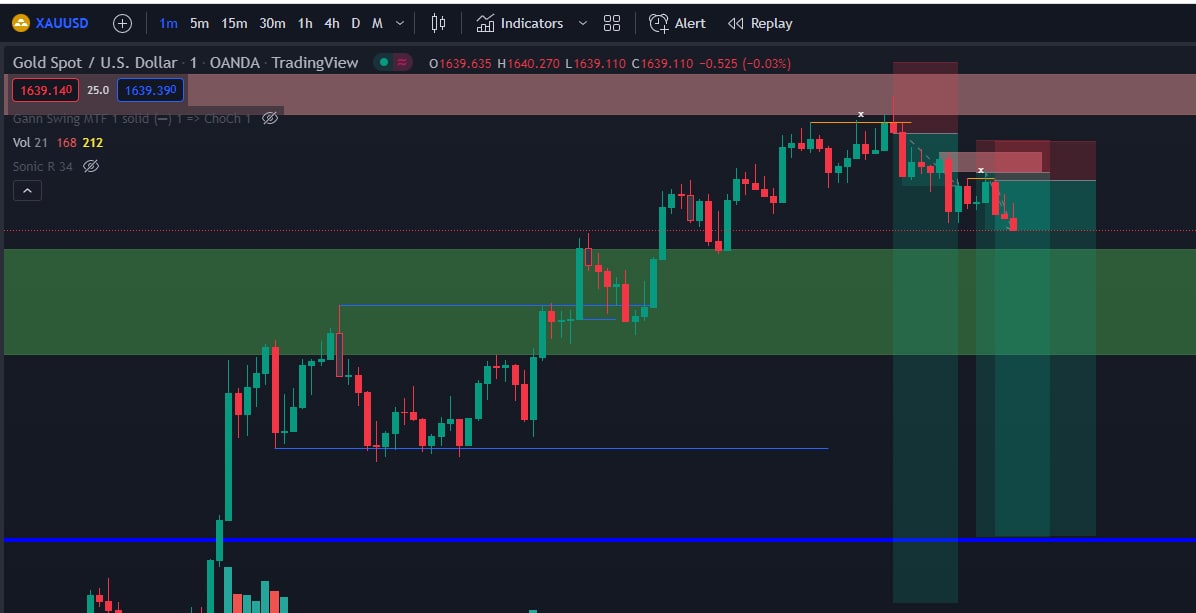 XAUUSD 1m 5m 15m 30m 1h 4h D M Indicators Alert Replay
Gold Spot / U.S. Dollar · 1 · OANDA · TradingView O1639.635 H1640.270 L1639.110 C1639.110 −0.525 (−0.03%)
1639.140 25.0 1639.390
Gann Swing MTF 1 solid (—) 1 => ChoCh 1
Vol 21 168 212
Sonic R 34
x
x